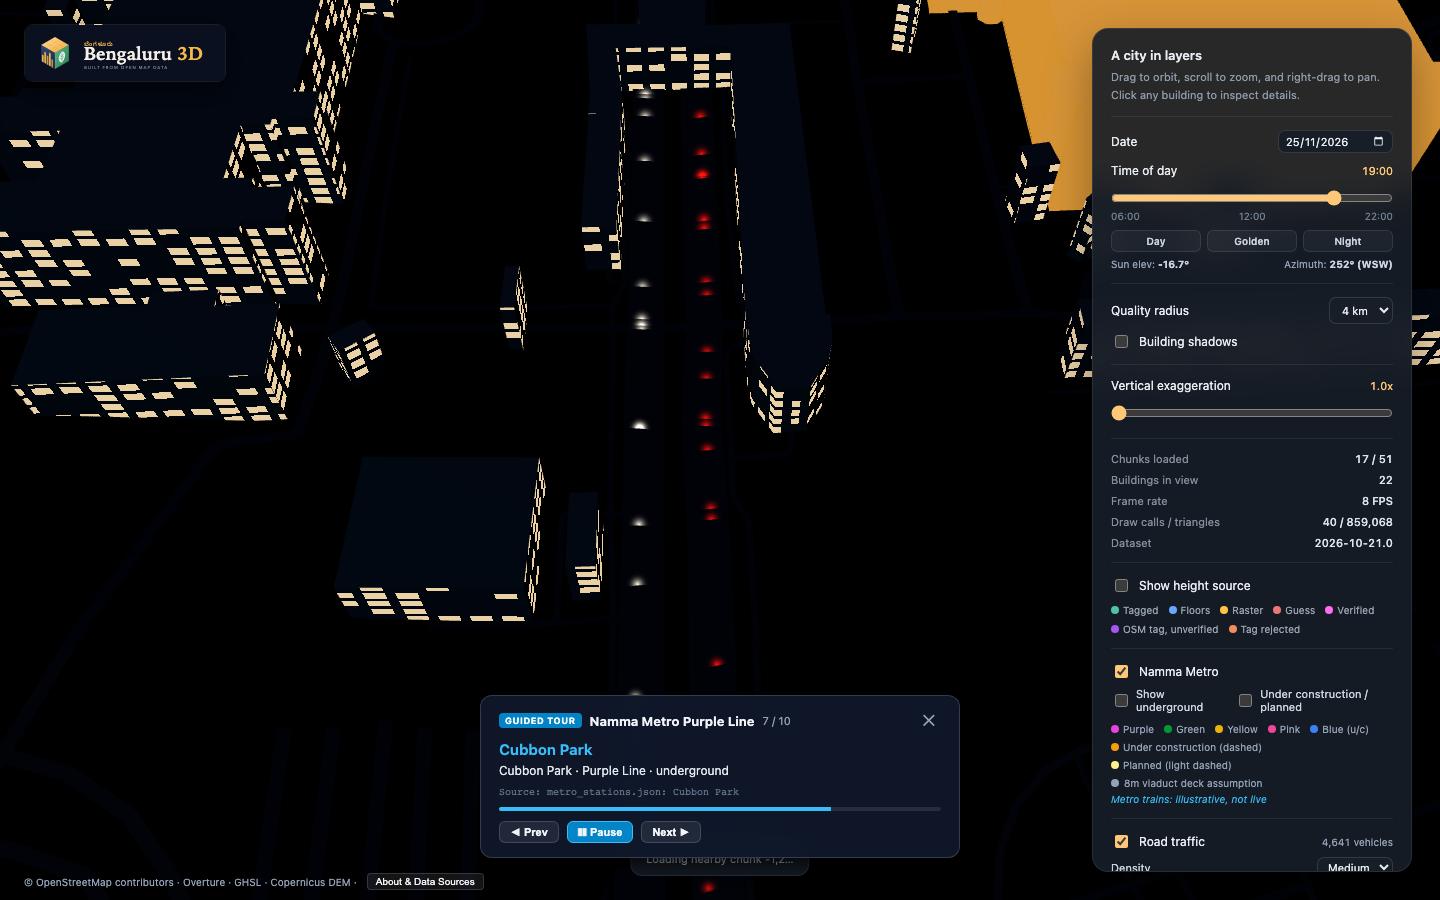 Bengaluru 3D
BUILT FROM OPEN MAP DATA
A city in layers
Drag to orbit, scroll to zoom, and right-drag to pan.
Click any building to inspect details.
Date 25/11/2026
Time of day 19:00
06:00 12:00 22:00
Day Golden Night
Sun elev: -16.7° Azimuth: 252° (WSW)
Quality radius 4 km
Building shadows
Vertical exaggeration 1.0x
Chunks loaded 17 / 51
Buildings in view 22
Frame rate 8 FPS
Draw calls / triangles 40 / 859,068
Dataset 2026-10-21.0
Show height source
Tagged Floors Raster Guess Verified
OSM tag, unverified Tag rejected
Namma Metro
Show underground
Under construction / planned
Purple Green Yellow Pink Blue (u/c)
Under construction (dashed)
Planned (light dashed)
8m viaduct deck assumption
Metro trains: illustrative, not live
Road traffic 4,641 vehicles
Density Medium
GUIDED TOUR Namma Metro Purple Line 7 / 10
Cubbon Park
Cubbon Park · Purple Line · underground
Source: metro_stations.json: Cubbon Park
Prev Pause Next
Loading nearby chunk -1,2...
© OpenStreetMap contributors · Overture · GHSL · Copernicus DEM · About & Data Sources